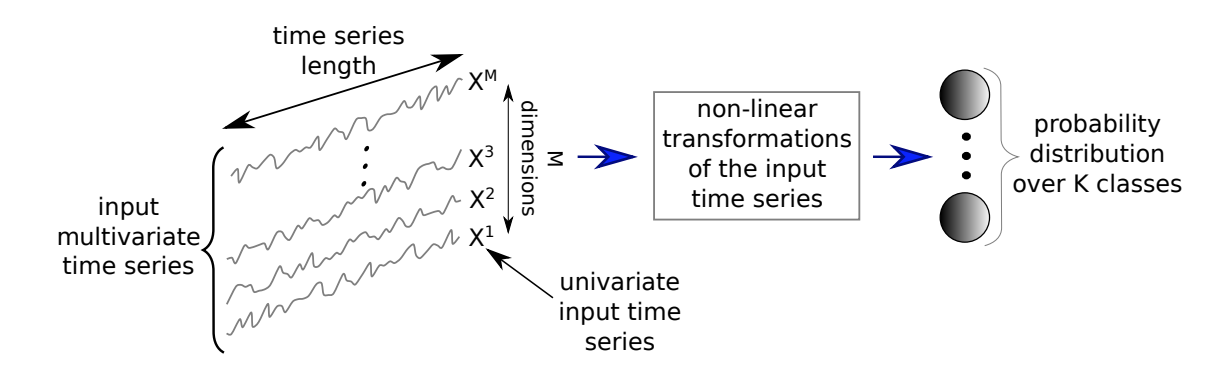 time series
length
X^M
X^3
X^2
X^1
M
dimensions
input
multivariate
time series
univariate
input time
series
non-linear
transformations
of the input
time series
probability
distribution
over K classes